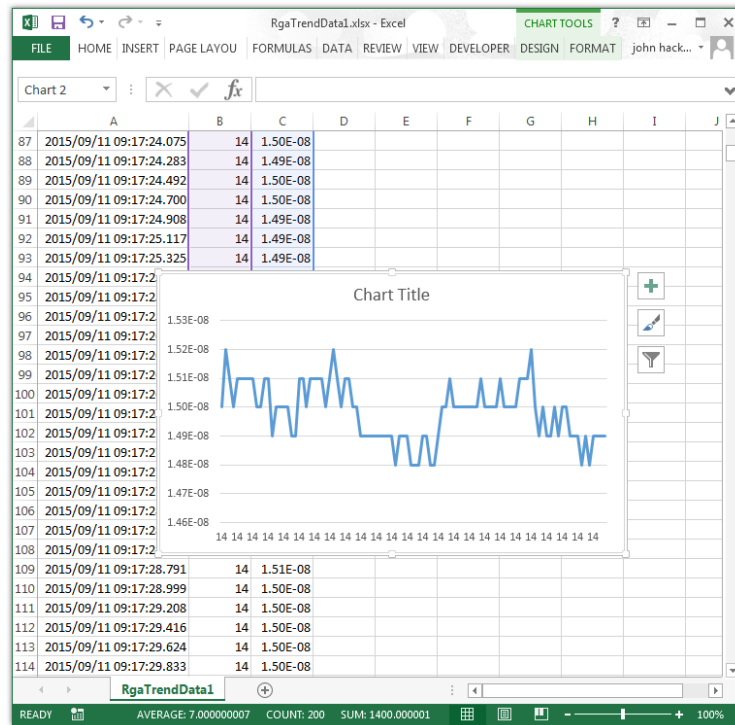 RgaTrendData1.xlsx - Excel
CHART TOOLS
?
FILE HOME INSERT PAGE LAYOU FORMULAS DATA REVIEW VIEW DEVELOPER DESIGN FORMAT john hack...
Chart 2 fx
A B C D E F G H I J
87 2015/09/11 09:17:24.075 14 1.50E-08
88 2015/09/11 09:17:24.283 14 1.49E-08
89 2015/09/11 09:17:24.492 14 1.50E-08
90 2015/09/11 09:17:24.700 14 1.50E-08
91 2015/09/11 09:17:24.908 14 1.49E-08
92 2015/09/11 09:17:25.117 14 1.49E-08
93 2015/09/11 09:17:25.325 14 1.49E-08
94 2015/09/11 09:17:2
95 2015/09/11 09:17:2
96 2015/09/11 09:17:2
97 2015/09/11 09:17:2
98 2015/09/11 09:17:2
99 2015/09/11 09:17:2
100 2015/09/11 09:17:2
101 2015/09/11 09:17:2
102 2015/09/11 09:17:2
103 2015/09/11 09:17:2
104 2015/09/11 09:17:2
105 2015/09/11 09:17:2
106 2015/09/11 09:17:2
107 2015/09/11 09:17:2
108 2015/09/11 09:17:2
Chart Title
1.53E-08
1.52E-08
1.51E-08
1.50E-08
1.49E-08
1.48E-08
1.47E-08
1.46E-08
14 14 14 14 14 14 14 14 14 14 14 14 14 14 14 14 14 14 14 14 14 14 14 14 14
109 2015/09/11 09:17:28.791 14 1.51E-08
110 2015/09/11 09:17:28.999 14 1.50E-08
111 2015/09/11 09:17:29.208 14 1.50E-08
112 2015/09/11 09:17:29.416 14 1.50E-08
113 2015/09/11 09:17:29.624 14 1.50E-08
114 2015/09/11 09:17:29.833 14 1.50E-08
RgaTrendData1
READY AVERAGE: 7.000000007 COUNT: 200 SUM: 1400.000001 100%